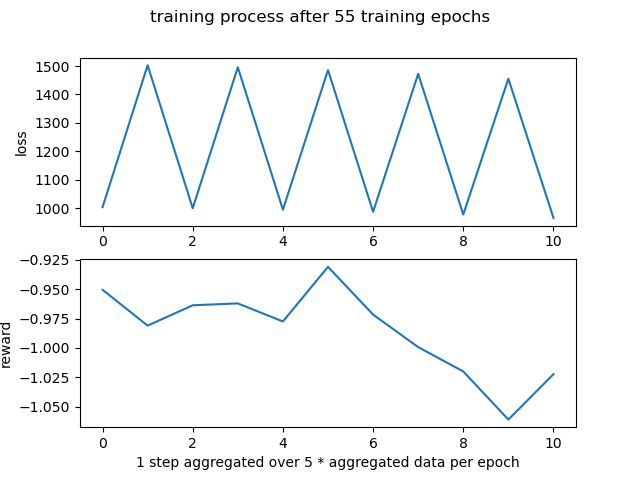 training process after 55 training epochs
1500
1400
1300
1200
1100
1000
loss
0 2 4 6 8 10
−0.925
−0.950
−0.975
−1.000
−1.025
−1.050
reward
0 2 4 6 8 10
1 step aggregated over 5 * aggregated data per epoch